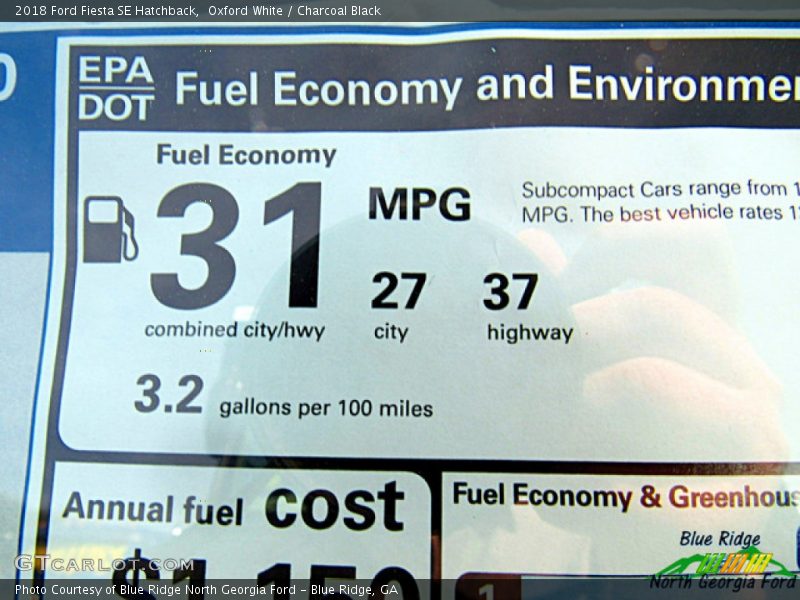 2018 Ford Fiesta SE Hatchback, Oxford White / Charcoal Black
EPA
DOT
Fuel Economy and
Fuel Economy
31
MPG
Subcompact Cars range from
MPG. The best vehicle rates
27
37
combined city/hwy
city
highway
3.2 gallons per 100 miles
Annual fuel cost
Fuel Economy & Greenhous
Blue Ridge
North Georgia Ford
GTcarlot.com
Photo Courtesy of Blue Ridge North Georgia Ford - Blue Ridge, GA